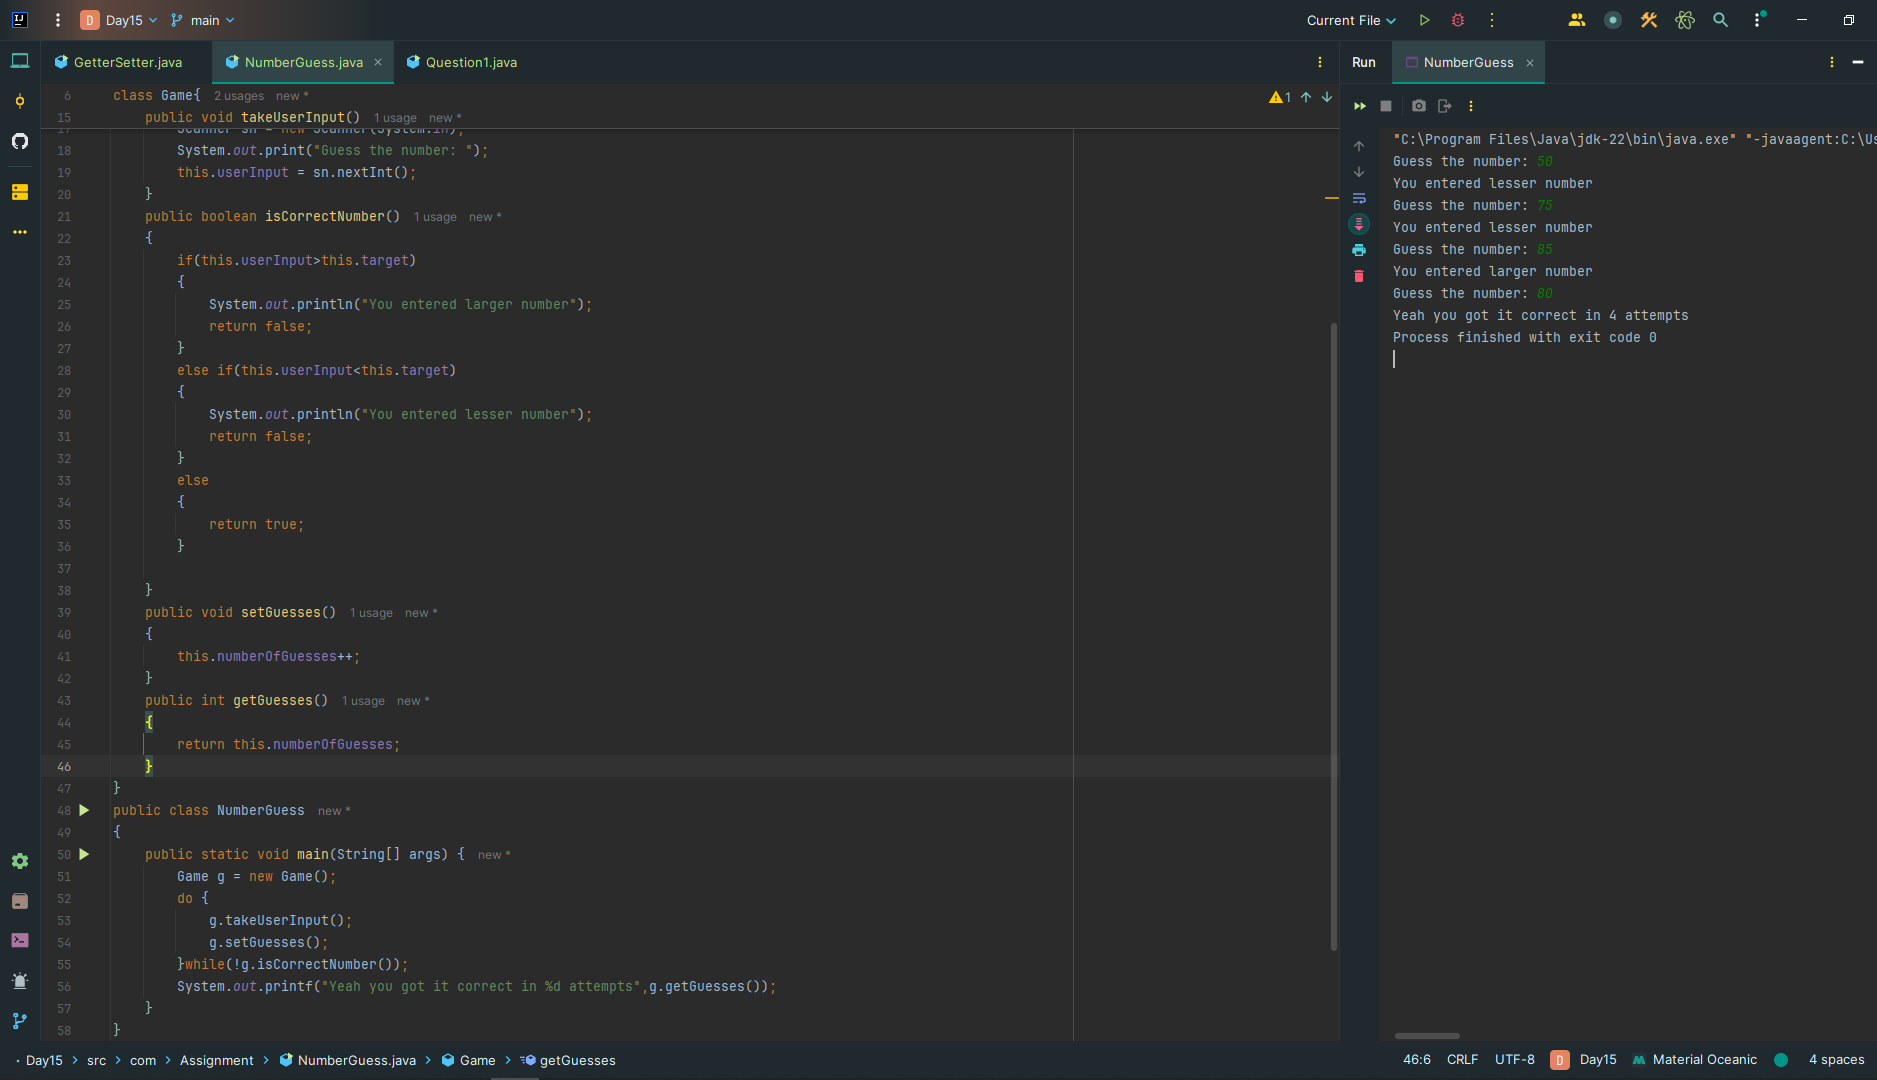 D Day15 main Current File
GetterSetter.java NumberGuess.java Question1.java Run NumberGuess
6 class Game{ 2 usages new *
15 public void takeUserInput() 1 usage new *
17 Scanner sn = new Scanner(System.in);
18 System.out.print("Guess the number: ");
19 this.userInput = sn.nextInt();
20 }
21 public boolean isCorrectNumber() 1 usage new *
22 {
23 if(this.userInput>this.target)
24 {
25 System.out.println("You entered larger number");
26 return false;
27 }
28 else if(this.userInput<this.target)
29 {
30 System.out.println("You entered lesser number");
31 return false;
32 }
33 else
34 {
35 return true;
36 }
37
38 }
39 public void setGuesses() 1 usage new *
40 {
41 this.numberOfGuesses++;
42 }
43 public int getGuesses() 1 usage new *
44 {
45 return this.numberOfGuesses;
46 }
47 }
48 public class NumberGuess new *
49 {
50 public static void main(String[] args) { new *
51 Game g = new Game();
52 do {
53 g.takeUserInput();
54 g.setGuesses();
55 }while(!g.isCorrectNumber());
56 System.out.printf("Yeah you got it correct in %d attempts",g.getGuesses());
57 }
58 }
1
"C:\Program Files\Java\jdk-22\bin\java.exe" "-javaagent:C:\Us
Guess the number: 50
You entered lesser number
Guess the number: 75
You entered lesser number
Guess the number: 85
You entered larger number
Guess the number: 80
Yeah you got it correct in 4 attempts
Process finished with exit code 0
Day15 > src > com > Assignment > NumberGuess.java > Game > getGuesses 46:6 CRLF UTF-8 D Day15 Material Oceanic 4 spaces